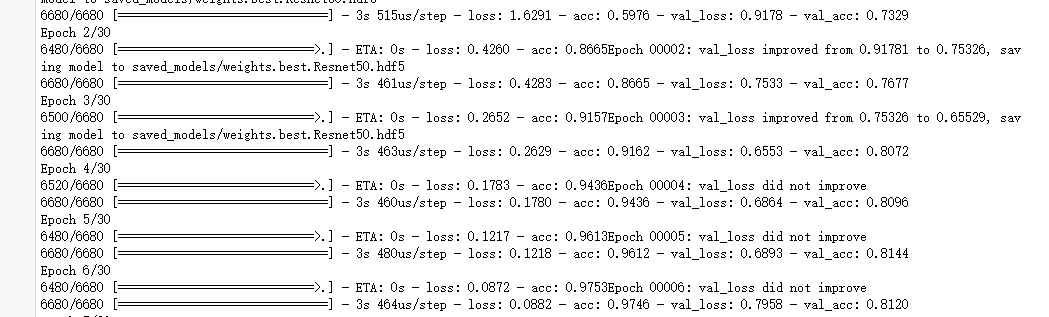 model to saved_models/weights.best.Resnet50.hdf5
6680/6680 [==============================] - 3s 515us/step - loss: 1.6291 - acc: 0.5976 - val_loss: 0.9178 - val_acc: 0.7329
Epoch 2/30
6480/6680 [============================>.] - ETA: 0s - loss: 0.4260 - acc: 0.8665Epoch 00002: val_loss improved from 0.91781 to 0.75326, sav
ing model to saved_models/weights.best.Resnet50.hdf5
6680/6680 [==============================] - 3s 461us/step - loss: 0.4283 - acc: 0.8665 - val_loss: 0.7533 - val_acc: 0.7677
Epoch 3/30
6500/6680 [============================>.] - ETA: 0s - loss: 0.2652 - acc: 0.9157Epoch 00003: val_loss improved from 0.75326 to 0.65529, sav
ing model to saved_models/weights.best.Resnet50.hdf5
6680/6680 [==============================] - 3s 463us/step - loss: 0.2629 - acc: 0.9162 - val_loss: 0.6553 - val_acc: 0.8072
Epoch 4/30
6520/6680 [============================>.] - ETA: 0s - loss: 0.1783 - acc: 0.9436Epoch 00004: val_loss did not improve
6680/6680 [==============================] - 3s 460us/step - loss: 0.1780 - acc: 0.9436 - val_loss: 0.6864 - val_acc: 0.8096
Epoch 5/30
6480/6680 [============================>.] - ETA: 0s - loss: 0.1217 - acc: 0.9613Epoch 00005: val_loss did not improve
6680/6680 [==============================] - 3s 480us/step - loss: 0.1218 - acc: 0.9612 - val_loss: 0.6893 - val_acc: 0.8144
Epoch 6/30
6480/6680 [============================>.] - ETA: 0s - loss: 0.0872 - acc: 0.9753Epoch 00006: val_loss did not improve
6680/6680 [==============================] - 3s 464us/step - loss: 0.0882 - acc: 0.9746 - val_loss: 0.7958 - val_acc: 0.8120